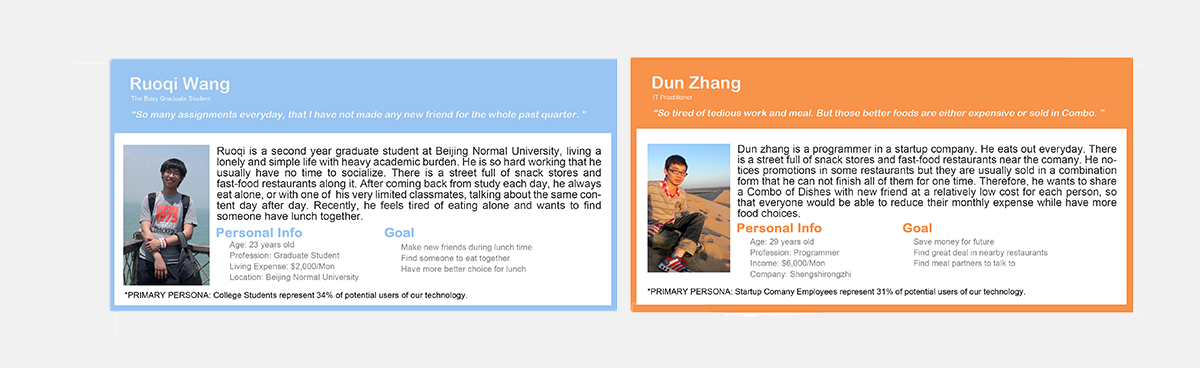 Ruoqi Wang
The Busy Graduate Student
"So many assignments everyday, that I have not made any new friend for the whole past quarter. "
Ruoqi is a second year graduate student at Beijing Normal University, living a
lonely and simple life with heavy academic burden. He is so hard working that he
usually have no time to socialize. There is a street full of snack stores and
fast-food restaurants along it. After coming back from study each day, he always
eat alone, or with one of his very limited classmates, talking about the same con-
tent day after day. Recently, he feels tired of eating alone and wants to find
someone have lunch together.
Personal Info
Age: 23 years old
Profession: Graduate Student
Living Expense: $2,000/Mon
Location: Beijing Normal University
Goal
Make new friends during lunch time
Find someone to eat together
Have more better choice for lunch
*PRIMARY PERSONA: College Students represent 34% of potential users of our technology.
Dun Zhang
IT Practitioner
"So tired of tedious work and meal. But those better foods are either expensive or sold in Combo. "
Dun zhang is a programmer in a startup company. He eats out everyday. There
is a street full of snack stores and fast-food restaurants near the comany. He no-
tices promotions in some restaurants but they are usually sold in a combination
form that he can not finish all of them for one time. Therefore, he wants to share
a Combo of Dishes with new friend at a relatively low cost for each person, so
that everyone would be able to reduce their monthly expense while have more
food choices.
Personal Info
Age: 29 years old
Profession: Programmer
Income: $6,000/Mon
Company: Shengshirongzhi
Goal
Save money for future
Find great deal in nearby restaurants
Find meal partners to talk to
*PRIMARY PERSONA: Startup Comany Employees represent 31% of potential users of our technology.